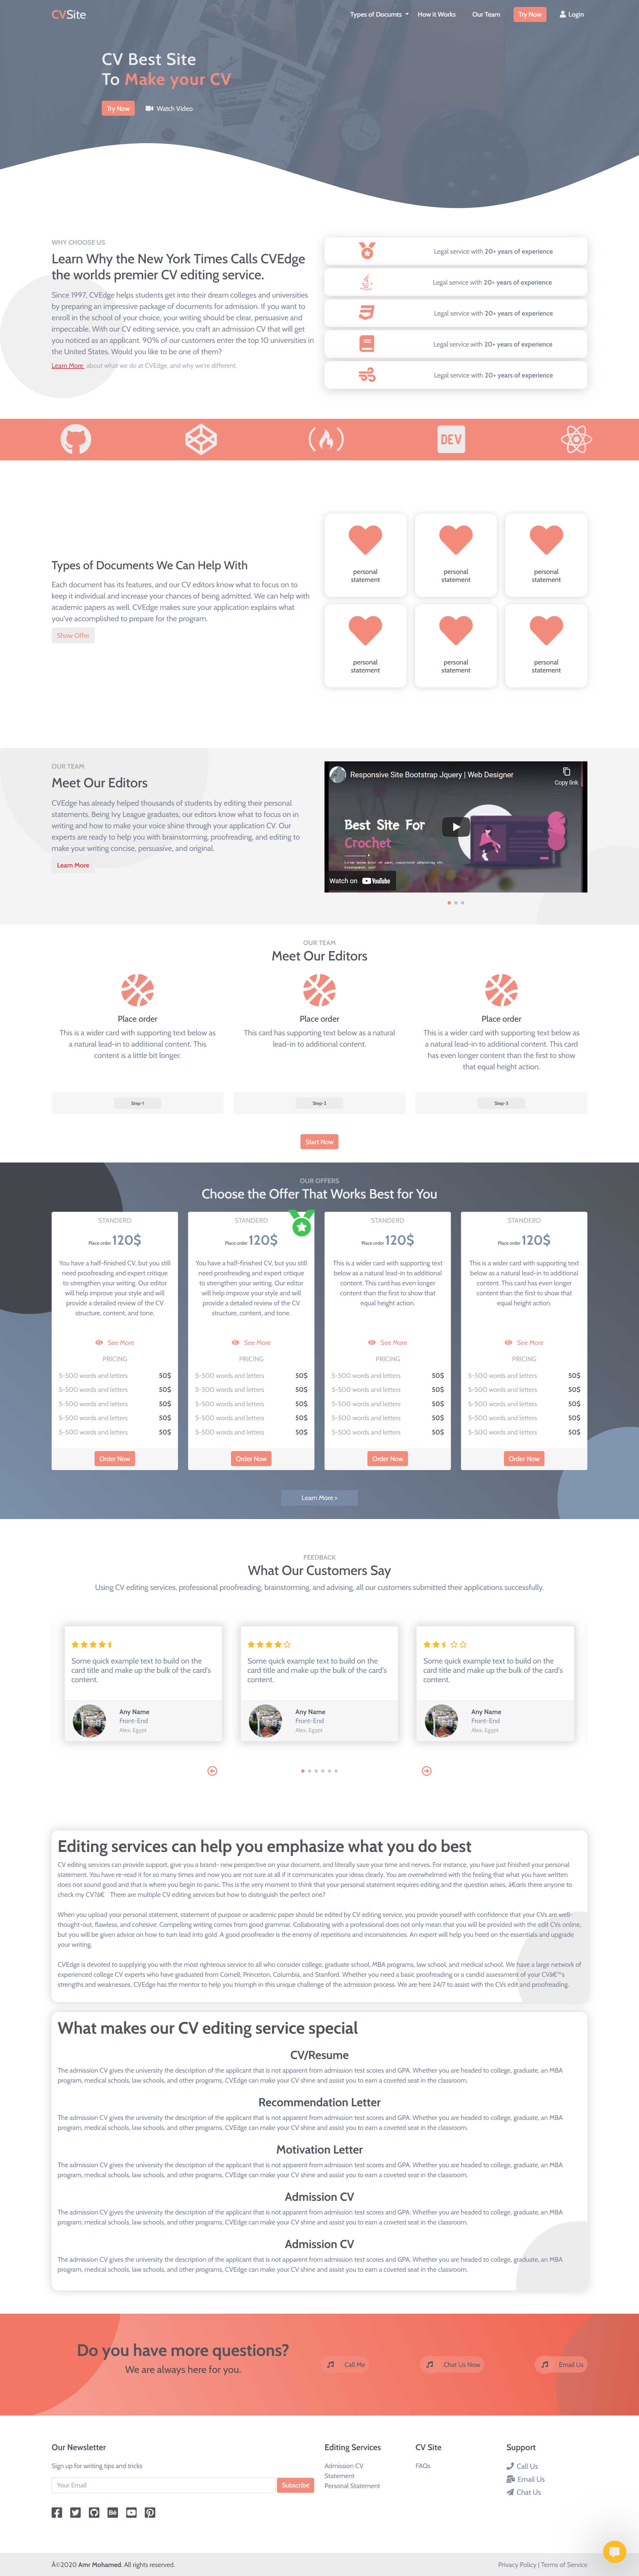 CVSite
Types of Documts
How it Works
Our Team
Try Now
Login
CV Best Site
To Make your CV
Try Now
Watch Video
WHY CHOOSE US
Learn Why the New York Times Calls CVEdge
the worlds premier CV editing service.
Since 1997, CVEdge helps students get into their dream colleges and universities
by preparing an impressive package of documents for admission. If you want to
enroll in the school of your choice, your writing should be clear, persuasive and
impeccable. With our CV editing service, you craft an admission CV that will get
you noticed as an applicant. 90% of our customers enter the top 10 universities in
the United States. Would you like to be one of them?
Learn More about what we do at CVEdge, and why we're different.
Legal service with 20+ years of experience
Legal service with 20+ years of experience
Legal service with 20+ years of experience
Legal service with 20+ years of experience
Legal service with 20+ years of experience
DEV
Types of Documents We Can Help With
Each document has its features, and our CV editors know what to focus on to
keep it individual and increase your chances of being admitted. We can help with
academic papers as well. CVEdge makes sure your application explains what
you've accomplished to prepare for the program.
Show Offer
personal
statement
personal
statement
personal
statement
personal
statement
personal
statement
personal
statement
OUR TEAM
Meet Our Editors
CVEdge has already helped thousands of students by editing their personal
statements. Being Ivy League graduates, our editors know what to focus on in
writing and how to make your voice shine through your application CV. Our
experts are ready to help you with brainstorming, proofreading, and editing to
make your writing concise, persuasive, and original.
Learn More
Responsive Site Bootstrap Jquery | Web Designer
Copy link
Best Site For
Crochet
Watch on YouTube
OUR TEAM
Meet Our Editors
Place order
This is a wider card with supporting text below as
a natural lead-in to additional content. This
content is a little bit longer.
Step-1
Place order
This card has supporting text below as a natural
lead-in to additional content.
Step-2
Place order
This is a wider card with supporting text below as
a natural lead-in to additional content. This card
has even longer content than the first to show
that equal height action.
Step-3
Start Now
OUR OFFERS
Choose the Offer That Works Best for You
STANDERD
Place order 120$
You have a half-finished CV, but you still
need proofreading and expert critique
to strengthen your writing. Our editor
will help improve your style and will
provide a detailed review of the CV
structure, content, and tone.
See More
PRICING
5-500 words and letters 50$
5-500 words and letters 50$
5-500 words and letters 50$
5-500 words and letters 50$
5-500 words and letters 50$
Order Now
STANDERD
Place order 120$
You have a half-finished CV, but you still
need proofreading and expert critique
to strengthen your writing. Our editor
will help improve your style and will
provide a detailed review of the CV
structure, content, and tone.
See More
PRICING
5-500 words and letters 50$
5-500 words and letters 50$
5-500 words and letters 50$
5-500 words and letters 50$
5-500 words and letters 50$
Order Now
STANDERD
Place order 120$
This is a wider card with supporting text
below as a natural lead-in to additional
content. This card has even longer
content than the first to show that
equal height action.
See More
PRICING
5-500 words and letters 50$
5-500 words and letters 50$
5-500 words and letters 50$
5-500 words and letters 50$
5-500 words and letters 50$
Order Now
STANDERD
Place order 120$
This is a wider card with supporting text
below as a natural lead-in to additional
content. This card has even longer
content than the first to show that
equal height action.
See More
PRICING
5-500 words and letters 50$
5-500 words and letters 50$
5-500 words and letters 50$
5-500 words and letters 50$
5-500 words and letters 50$
Order Now
Learn More >
FEEDBACK
What Our Customers Say
Using CV editing services, professional proofreading, brainstorming, and advising, all our customers submitted their applications successfully.
Some quick example text to build on the
card title and make up the bulk of the card's
content.
Any Name
Front-End
Alex, Egypt
Some quick example text to build on the
card title and make up the bulk of the card's
content.
Any Name
Front-End
Alex, Egypt
Some quick example text to build on the
card title and make up the bulk of the card's
content.
Any Name
Front-End
Alex, Egypt
Editing services can help you emphasize what you do best
CV editing services can provide support, give you a brand- new perspective on your document, and literally save your time and nerves. For instance, you have just finished your personal
statement. You have re-read it for so many times and now you are not sure at all if it communicates your ideas clearly. You are overwhelmed with the feeling that what you have written
does not sound good and that is where you begin to panic. This is the very moment to think that your personal statement requires editing and the question arises, â€œIs there anyone to
check my CV?â€ There are multiple CV editing services but how to distinguish the perfect one?
When you upload your personal statement, statement of purpose or academic paper should be edited by CV editing service, you provide yourself with confidence that your CVs are well-
thought-out, flawless, and cohesive. Compelling writing comes from good grammar. Collaborating with a professional does not only mean that you will be provided with the edit CVs online,
but you will be given advice on how to turn lead into gold. A good proofreader is the enemy of repetitions and inconsistencies. An expert will help you heed on the essentials and upgrade
your writing.
CVEdge is devoted to supplying you with the most righteous service to all who consider college, graduate school, MBA programs, law school, and medical school. We have a large network of
experienced college CV experts who have graduated from Cornell, Princeton, Columbia, and Stanford. Whether you need a basic proofreading or a candid assessment of your CVâ€™s
strengths and weaknesses, CVEdge has the mentor to help you triumph in this unique challenge of the admission process. We are here 24/7 to assist with the CVs edit and proofreading.
What makes our CV editing service special
CV/Resume
The admission CV gives the university the description of the applicant that is not apparent from admission test scores and GPA. Whether you are headed to college, graduate, an MBA
program, medical schools, law schools, and other programs, CVEdge can make your CV shine and assist you to earn a coveted seat in the classroom.
Recommendation Letter
The admission CV gives the university the description of the applicant that is not apparent from admission test scores and GPA. Whether you are headed to college, graduate, an MBA
program, medical schools, law schools, and other programs, CVEdge can make your CV shine and assist you to earn a coveted seat in the classroom.
Motivation Letter
The admission CV gives the university the description of the applicant that is not apparent from admission test scores and GPA. Whether you are headed to college, graduate, an MBA
program, medical schools, law schools, and other programs, CVEdge can make your CV shine and assist you to earn a coveted seat in the classroom.
Admission CV
The admission CV gives the university the description of the applicant that is not apparent from admission test scores and GPA. Whether you are headed to college, graduate, an MBA
program, medical schools, law schools, and other programs, CVEdge can make your CV shine and assist you to earn a coveted seat in the classroom.
Admission CV
The admission CV gives the university the description of the applicant that is not apparent from admission test scores and GPA. Whether you are headed to college, graduate, an MBA
program, medical schools, law schools, and other programs, CVEdge can make your CV shine and assist you to earn a coveted seat in the classroom.
Do you have more questions?
We are always here for you.
Call Me
Chat Us Now
Email Us
Our Newsletter
Sign up for writing tips and tricks
Your Email
Subscribe
Bē
Editing Services
Admission CV
Statement
Personal Statement
CV Site
FAQs
Support
Call Us
Email Us
Chat Us
Â©2020 Amr Mohamed. All rights reserved.
Privacy Policy | Terms of Service